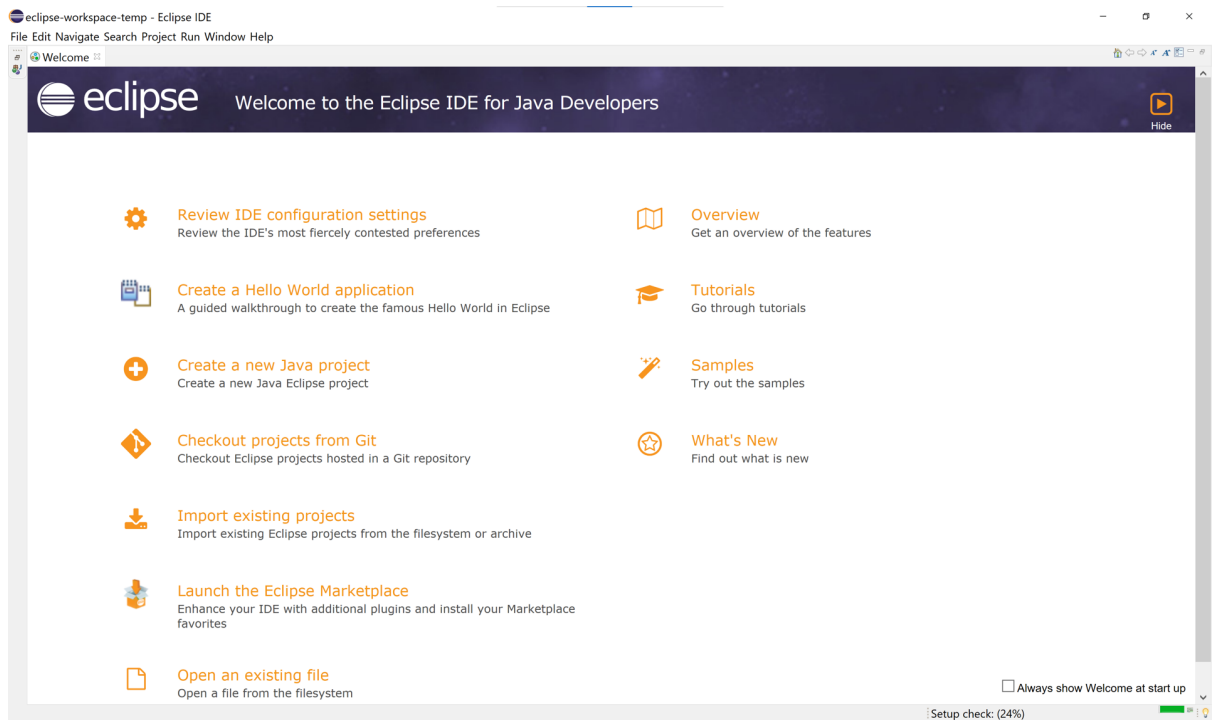 eclipse-workspace-temp - Eclipse IDE
File Edit Navigate Search Project Run Window Help
Welcome
eclipse
Welcome to the Eclipse IDE for Java Developers
Hide
Review IDE configuration settings
Review the IDE's most fiercely contested preferences
Overview
Get an overview of the features
Create a Hello World application
A guided walkthrough to create the famous Hello World in Eclipse
Tutorials
Go through tutorials
Create a new Java project
Create a new Java Eclipse project
Samples
Try out the samples
Checkout projects from Git
Checkout Eclipse projects hosted in a Git repository
What's New
Find out what is new
Import existing projects
Import existing Eclipse projects from the filesystem or archive
Launch the Eclipse Marketplace
Enhance your IDE with additional plugins and install your Marketplace
favorites
Open an existing file
Open a file from the filesystem
Always show Welcome at start up
Setup check: (24%)